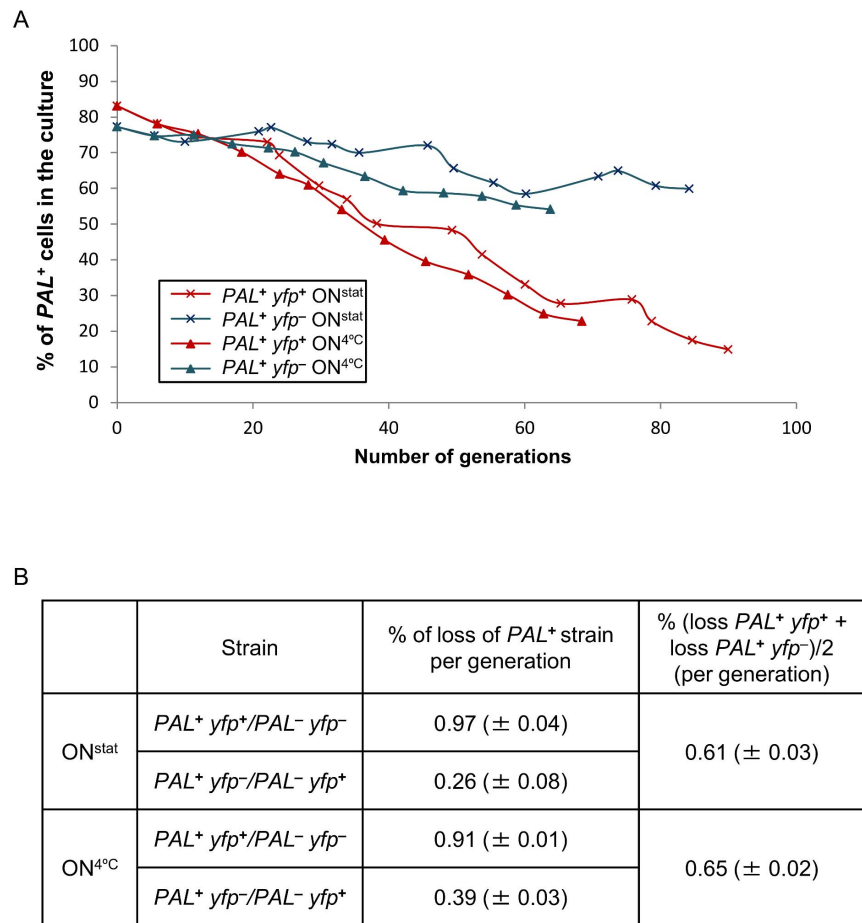 A
% of PAL⁺ cells in the culture
100
90
80
70
60
50
40
30
20
10
0
PAL⁺ yfp⁺ ONˢᵗᵃᵗ
PAL⁺ yfp⁻ ONˢᵗᵃᵗ
PAL⁺ yfp⁺ ON⁴ºC
PAL⁺ yfp⁻ ON⁴ºC
0 20 40 60 80 100
Number of generations
B
Strain
% of loss of PAL⁺ strain
per generation
% (loss PAL⁺ yfp⁺ +
loss PAL⁺ yfp⁻)/2
(per generation)
ONˢᵗᵃᵗ
PAL⁺ yfp⁺/PAL⁻ yfp⁻
0.97 (± 0.04)
0.61 (± 0.03)
PAL⁺ yfp⁻/PAL⁻ yfp⁺
0.26 (± 0.08)
ON⁴ºC
PAL⁺ yfp⁺/PAL⁻ yfp⁻
0.91 (± 0.01)
0.65 (± 0.02)
PAL⁺ yfp⁻/PAL⁻ yfp⁺
0.39 (± 0.03)